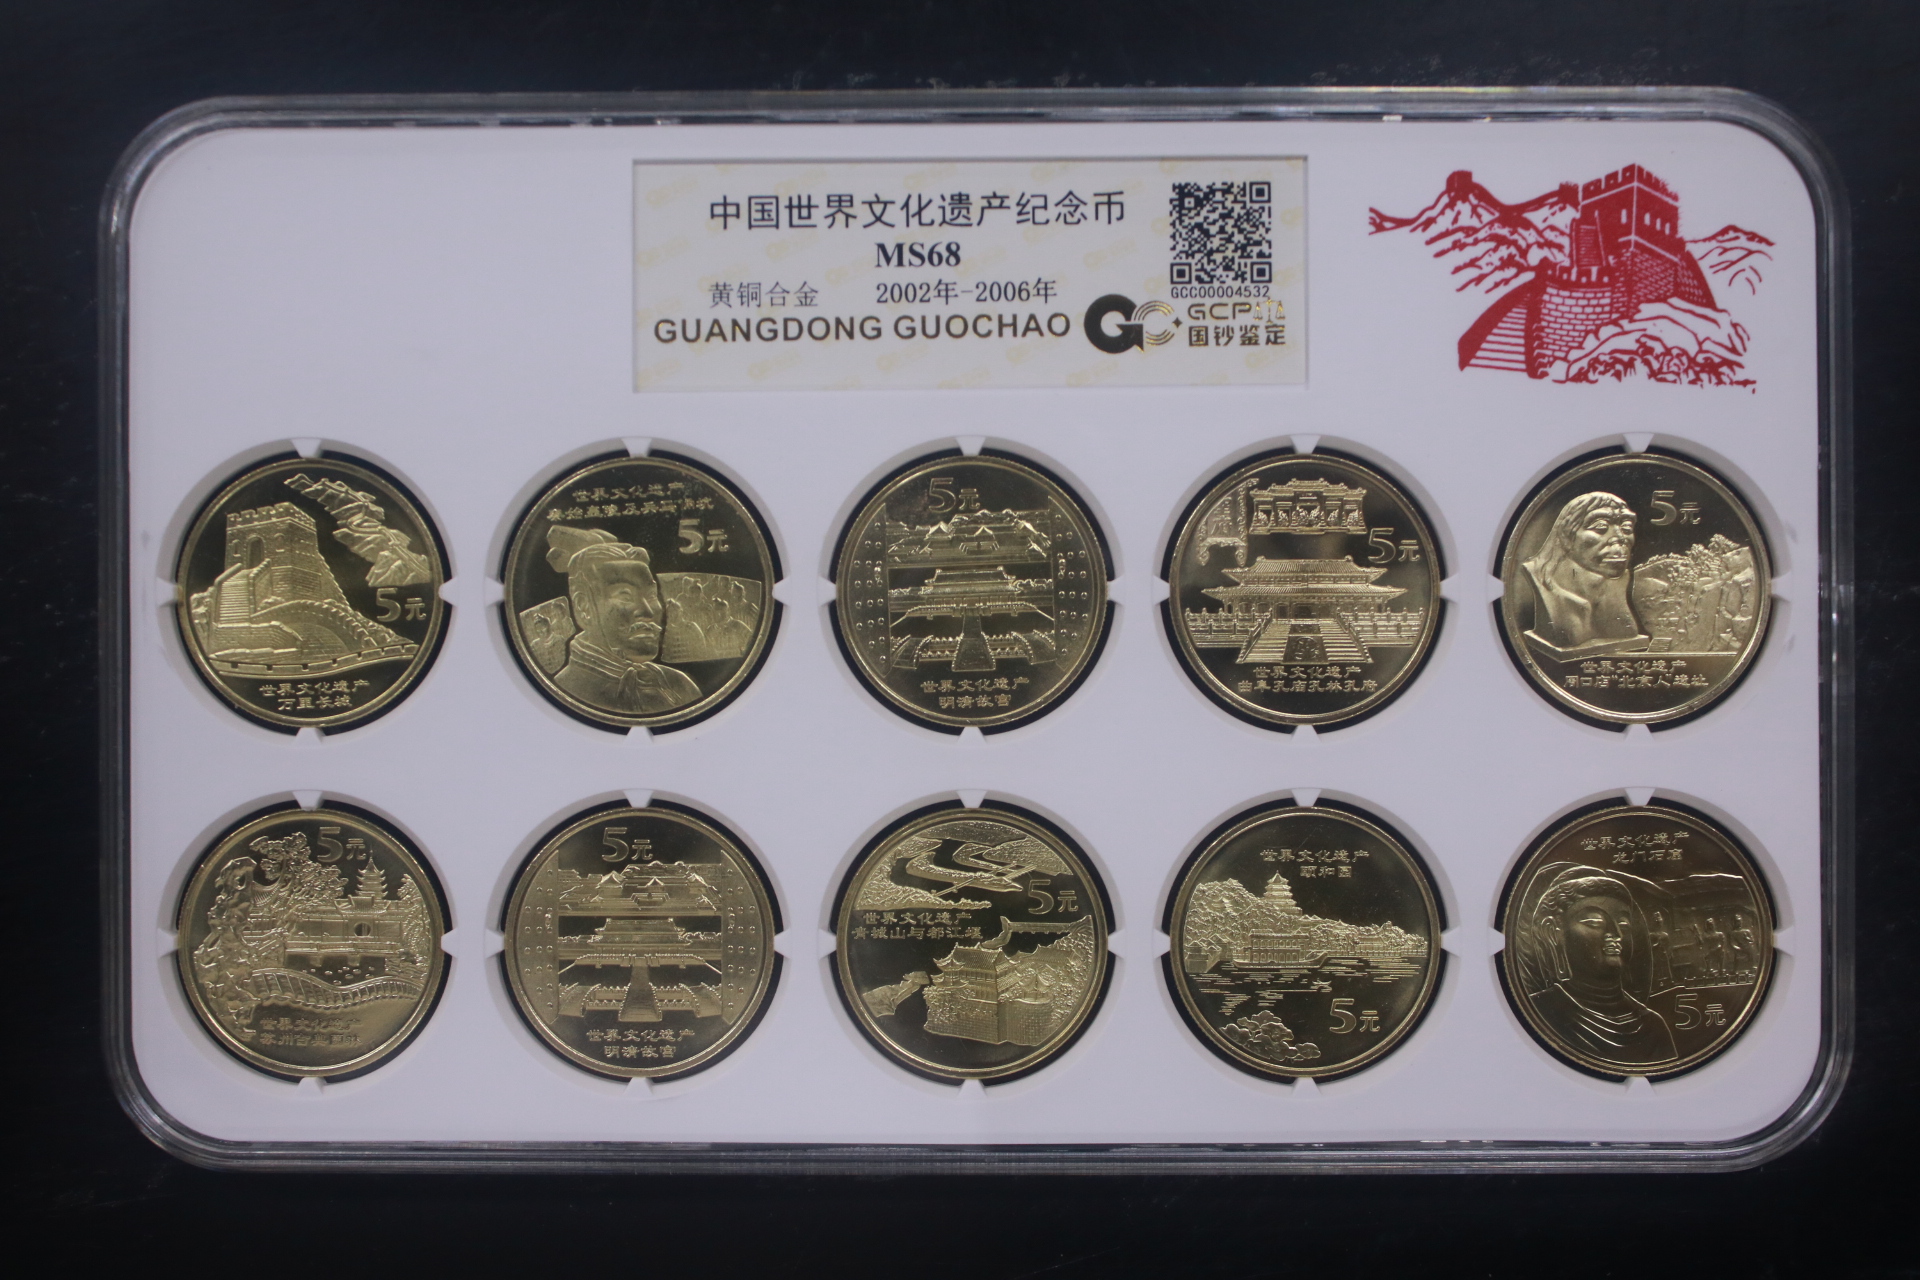 中国世界文化遗产纪念币
MS68
黄铜合金 2002年-2006年
GUANGDONG GUOCHAO
GCC00004532
GCP
国钞鉴定
5元
世界文化遗产
万里长城
世界文化遗产
秦始皇陵及兵马俑坑
5元
5元
世界文化遗产
明清故宫
5元
世界文化遗产
曲阜孔庙孔林孔府
5元
世界文化遗产
周口店"北京人"遗址
5元
世界文化遗产
苏州古典园林
5元
世界文化遗产
明清故宫
5元
世界文化遗产
青城山与都江堰
世界文化遗产
颐和园
5元
世界文化遗产
龙门石窟
5元